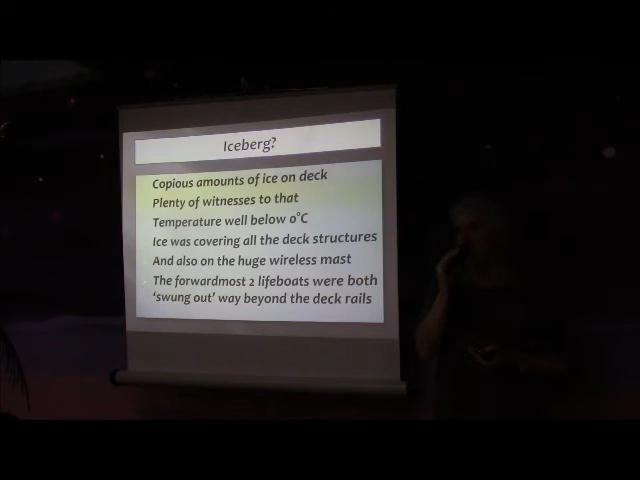 Iceberg?
Copious amounts of ice on deck
Plenty of witnesses to that
Temperature well below 0°C
Ice was covering all the deck structures
And also on the huge wireless mast
The forwardmost 2 lifeboats were both
‘swung out’ way beyond the deck rails